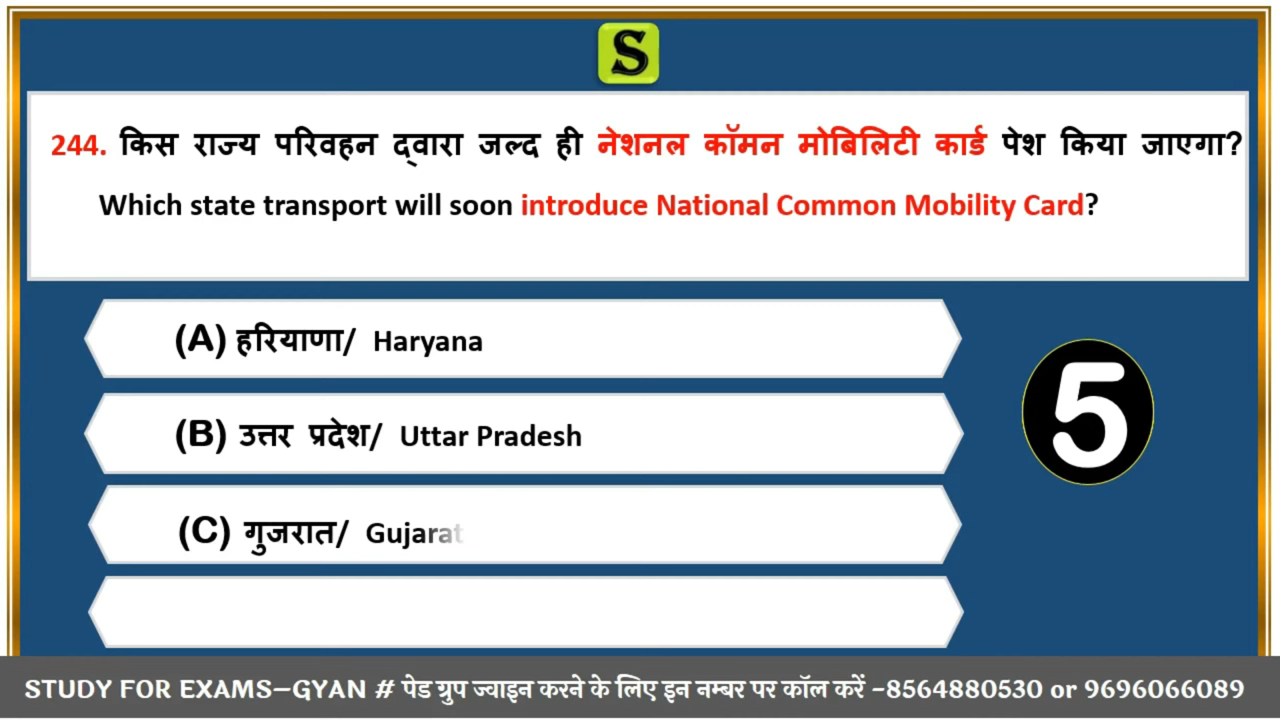 S
244. किस राज्य परिवहन द्वारा जल्द ही नेशनल कॉमन मोबिलिटी कार्ड पेश किया जाएगा?
Which state transport will soon introduce National Common Mobility Card?
(A) हरियाणा/ Haryana
(B) उत्तर प्रदेश/ Uttar Pradesh
5
(C) गुजरात/ Gujarat
STUDY FOR EXAMS–GYAN # पेड ग्रुप ज्वाइन करने के लिए इन नम्बर पर कॉल करें –8564880530 or 9696066089